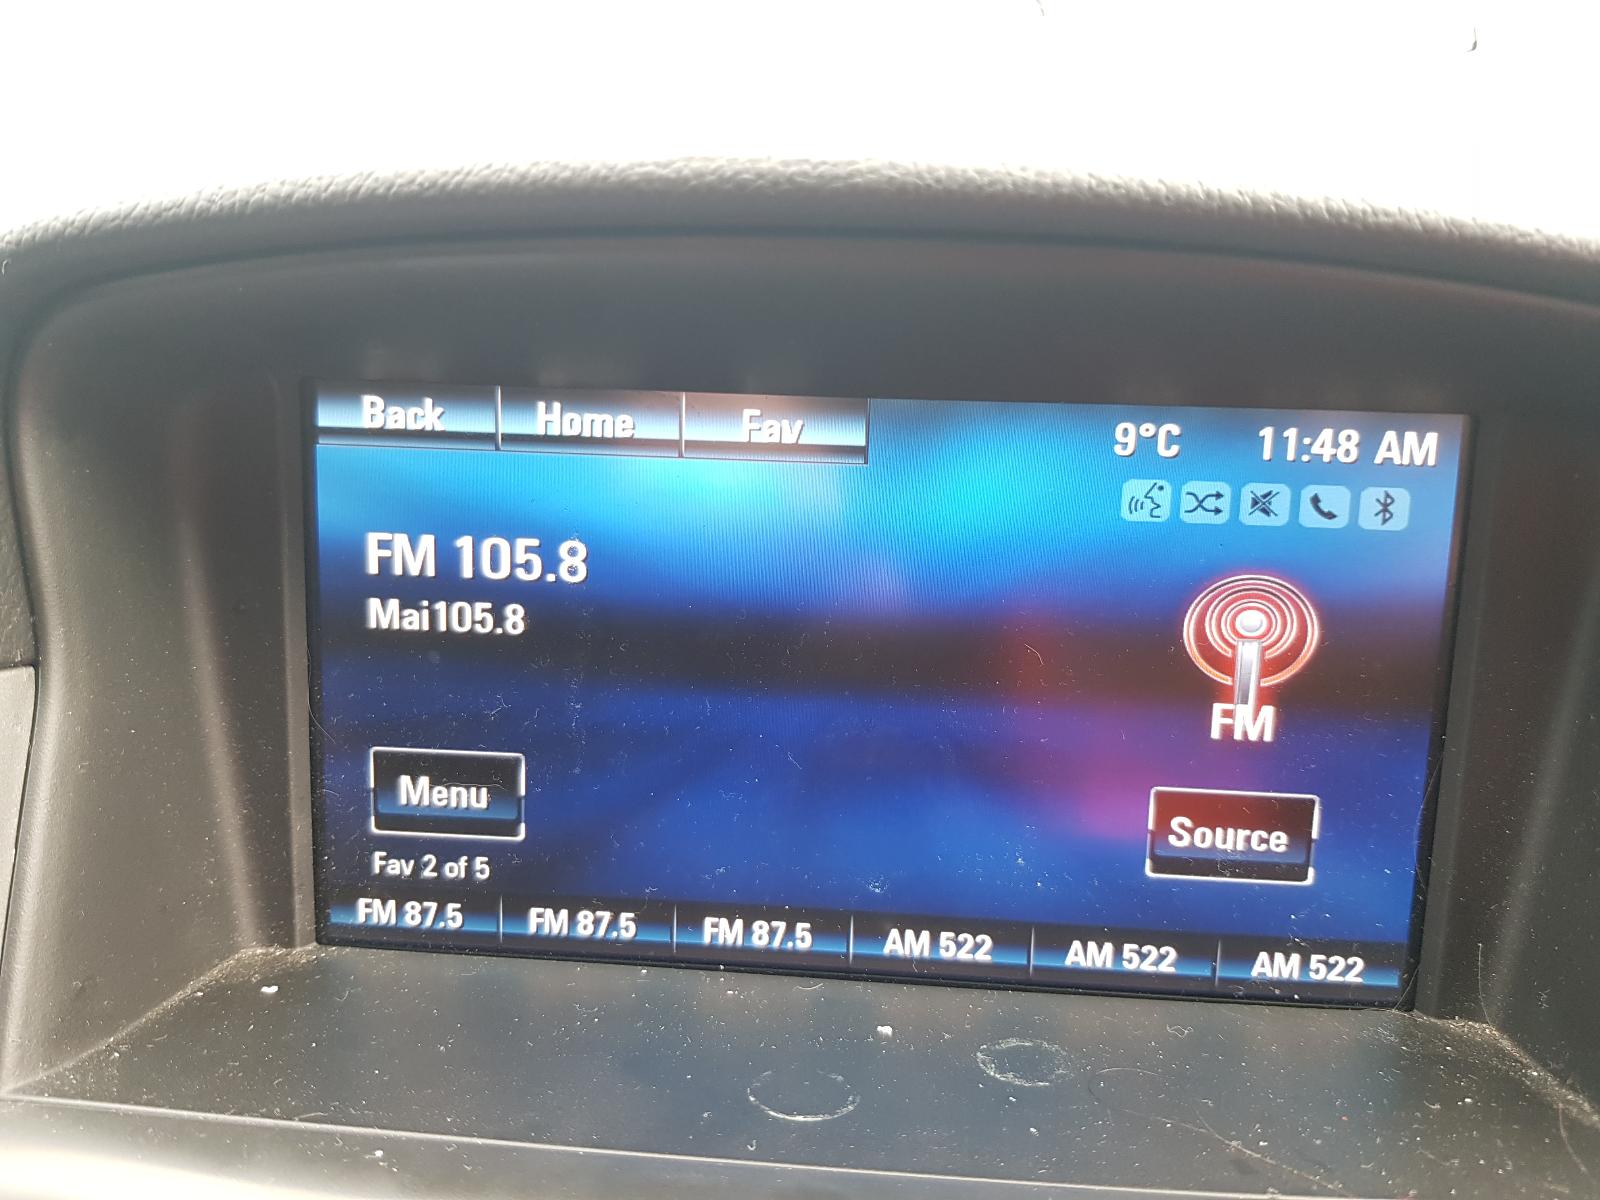 Back Home Fav 9°C 11:48 AM
FM 105.8
Mai105.8
FM
Menu
Source
Fav 2 of 5
FM 87.5 FM 87.5 FM 87.5 AM 522 AM 522 AM 522